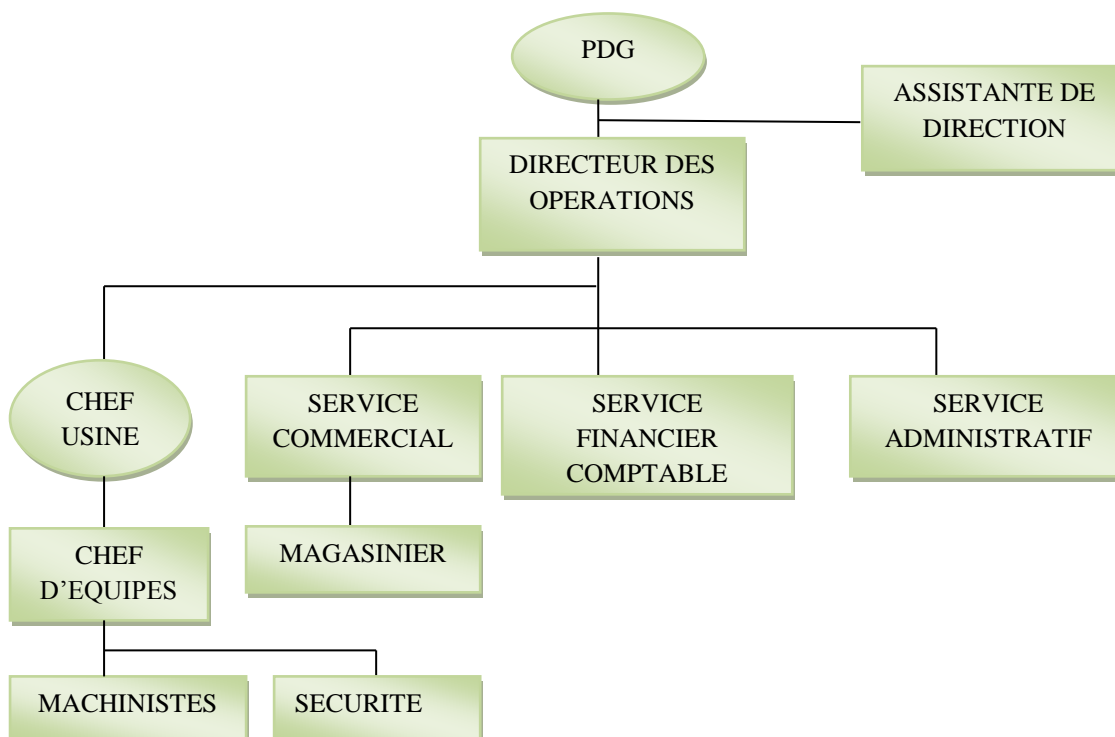 PDG
ASSISTANTE DE
DIRECTION
DIRECTEUR DES
OPERATIONS
CHEF
USINE
SERVICE
COMMERCIAL
SERVICE
FINANCIER
COMPTABLE
SERVICE
ADMINISTRATIF
CHEF
D’EQUIPES
MAGASINIER
MACHINISTES
SECURITE